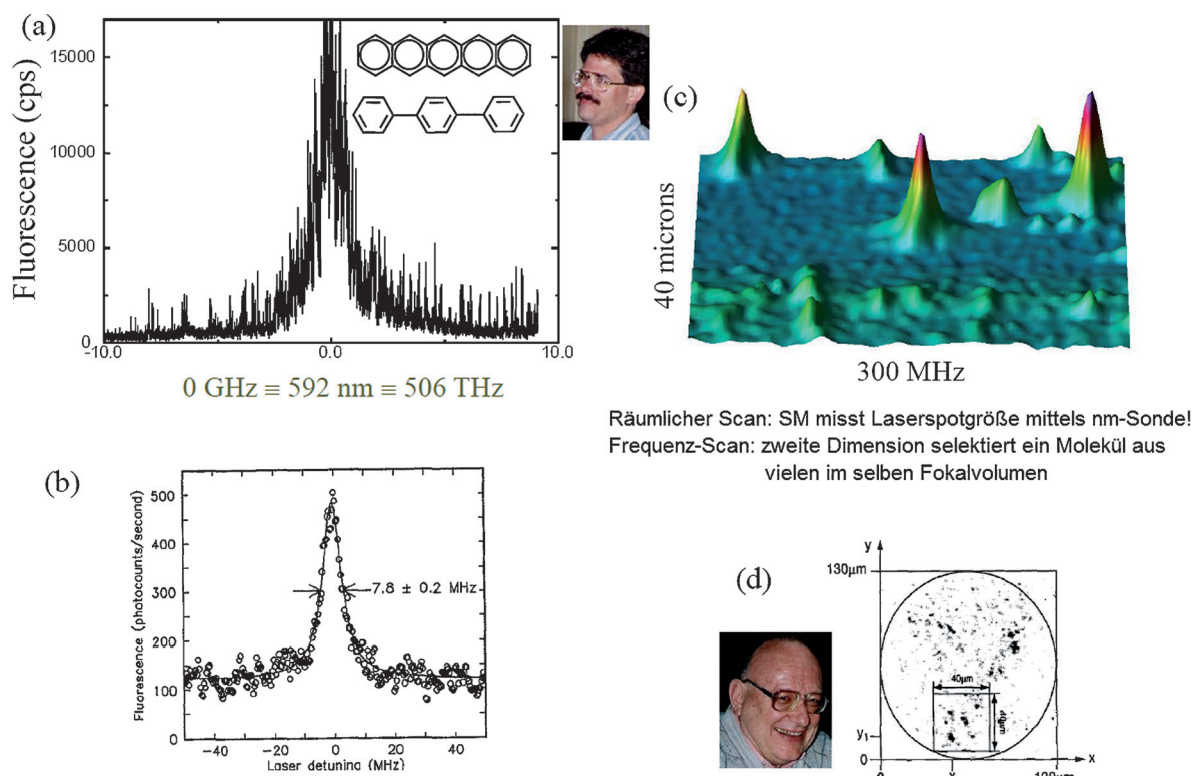 (a)
15000
10000
5000
0
Fluorescence (cps)
-10.0
0.0
10.0
0 GHz ≡ 592 nm ≡ 506 THz
(c)
40 microns
300 MHz
Räumlicher Scan: SM misst Laserspotgröße mittels nm-Sonde!
Frequenz-Scan: zweite Dimension selektiert ein Molekül aus
vielen im selben Fokalvolumen
(b)
500
400
300
200
100
0
Fluorescence (photocounts/second)
7.8 ± 0.2 MHz
-40
-20
0
20
40
Laser detuning (MHz)
(d)
y
130µm
40µm
40µm
y1
0
x
0